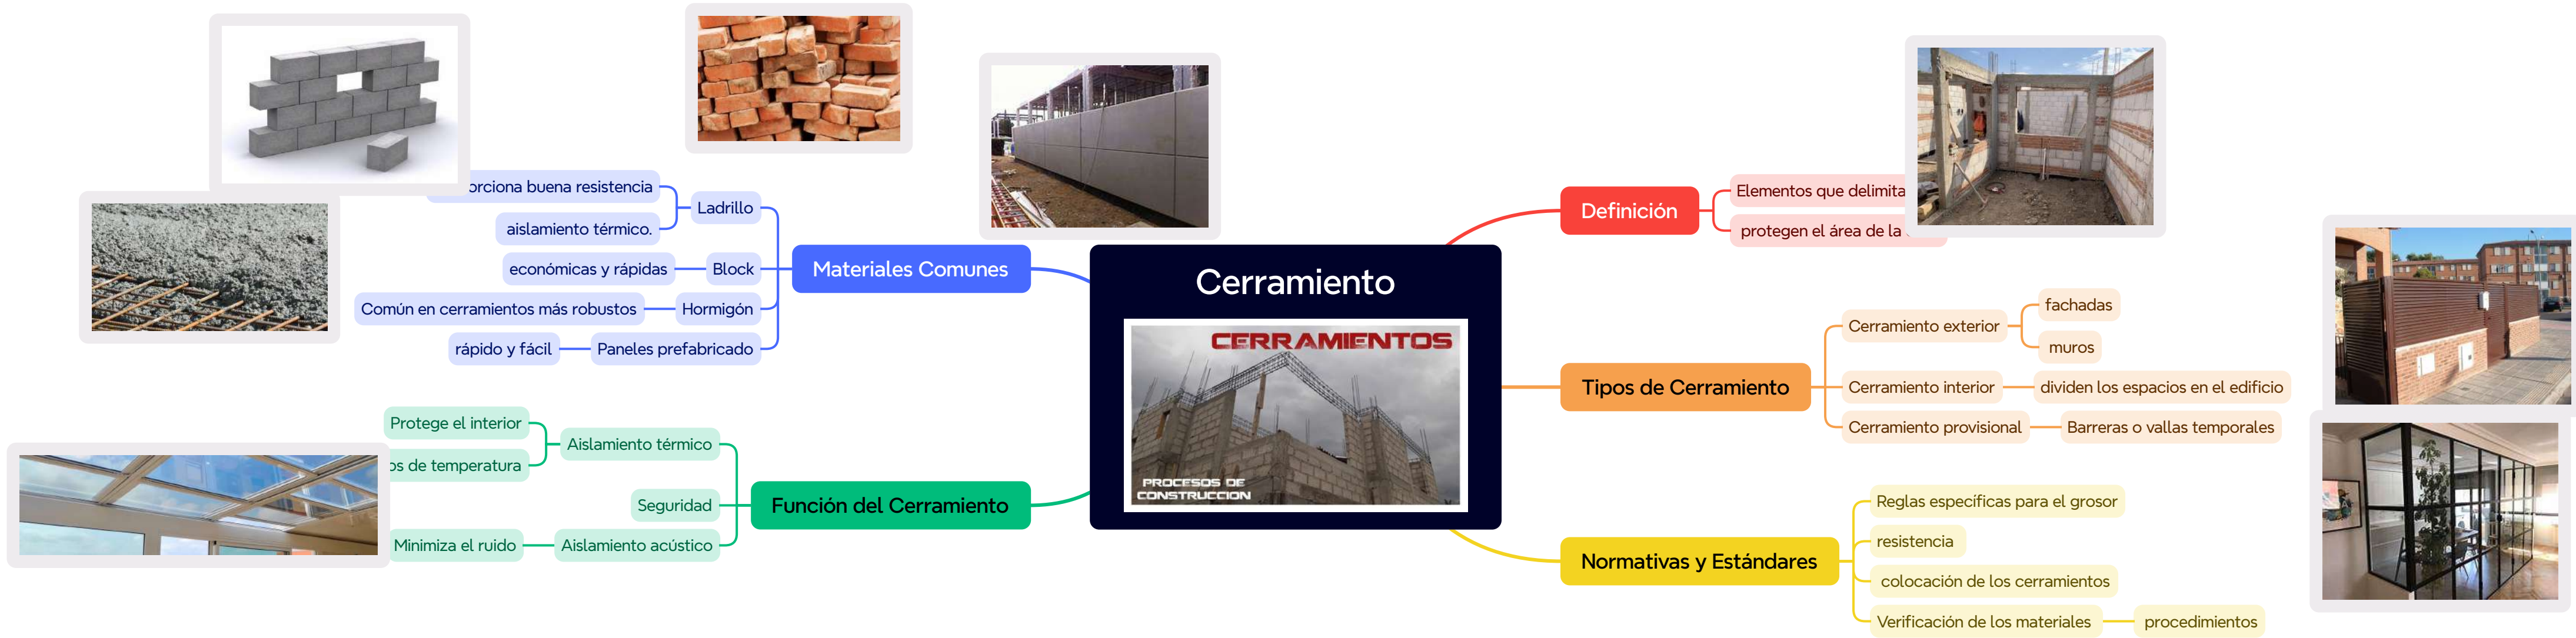 Cerramiento
CERRAMIENTOS
PROCESOS DE
CONSTRUCCION
Definición
Elementos que
protegen el área de la
Tipos de Cerramiento
Cerramiento exterior
fachadas
muros
Cerramiento interior
dividen los espacios en el edificio
Cerramiento provisional
Barreras o vallas temporales
Normativas y Estándares
Reglas específicas para el grosor
resistencia
colocación de los cerramientos
Verificación de los materiales
procedimientos
Materiales Comunes
Ladrillo
buena resistencia
aislamiento térmico.
Block
económicas y rápidas
Hormigón
Común en cerramientos más robustos
Paneles prefabricado
rápido y fácil
Función del Cerramiento
Aislamiento térmico
Protege el interior
de temperatura
Seguridad
Aislamiento acústico
Minimiza el ruido